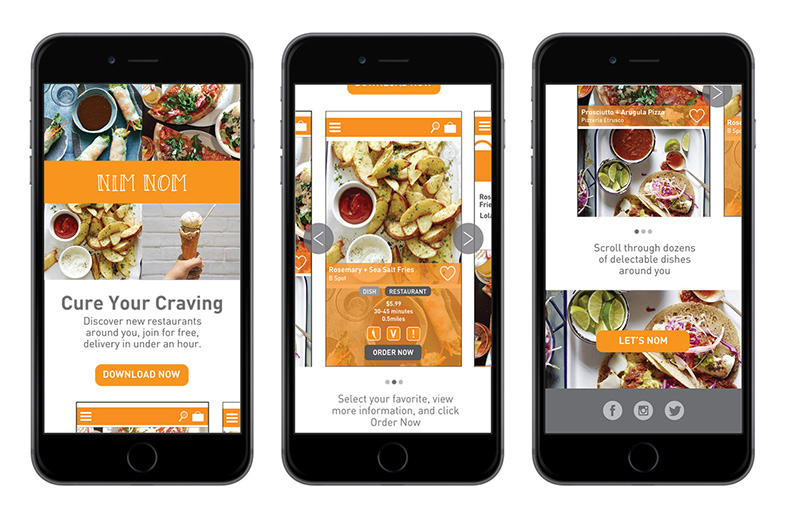 NIM NOM
Cure Your Craving
Discover new restaurants
around you, join for free,
delivery in under an hour.
DOWNLOAD NOW
DOWNLOAD NOW
Rosemary + Sea Salt Fries
B Spot
DISH
RESTAURANT
$5.99
30-45 minutes
0.5miles
V
!
ORDER NOW
Select your favorite, view
more information, and click
Order Now
Prosciutto + Arugula Pizza
Pizzeria Etrusco
B Spot
Scroll through dozens
of delectable dishes
around you
LET'S NOM